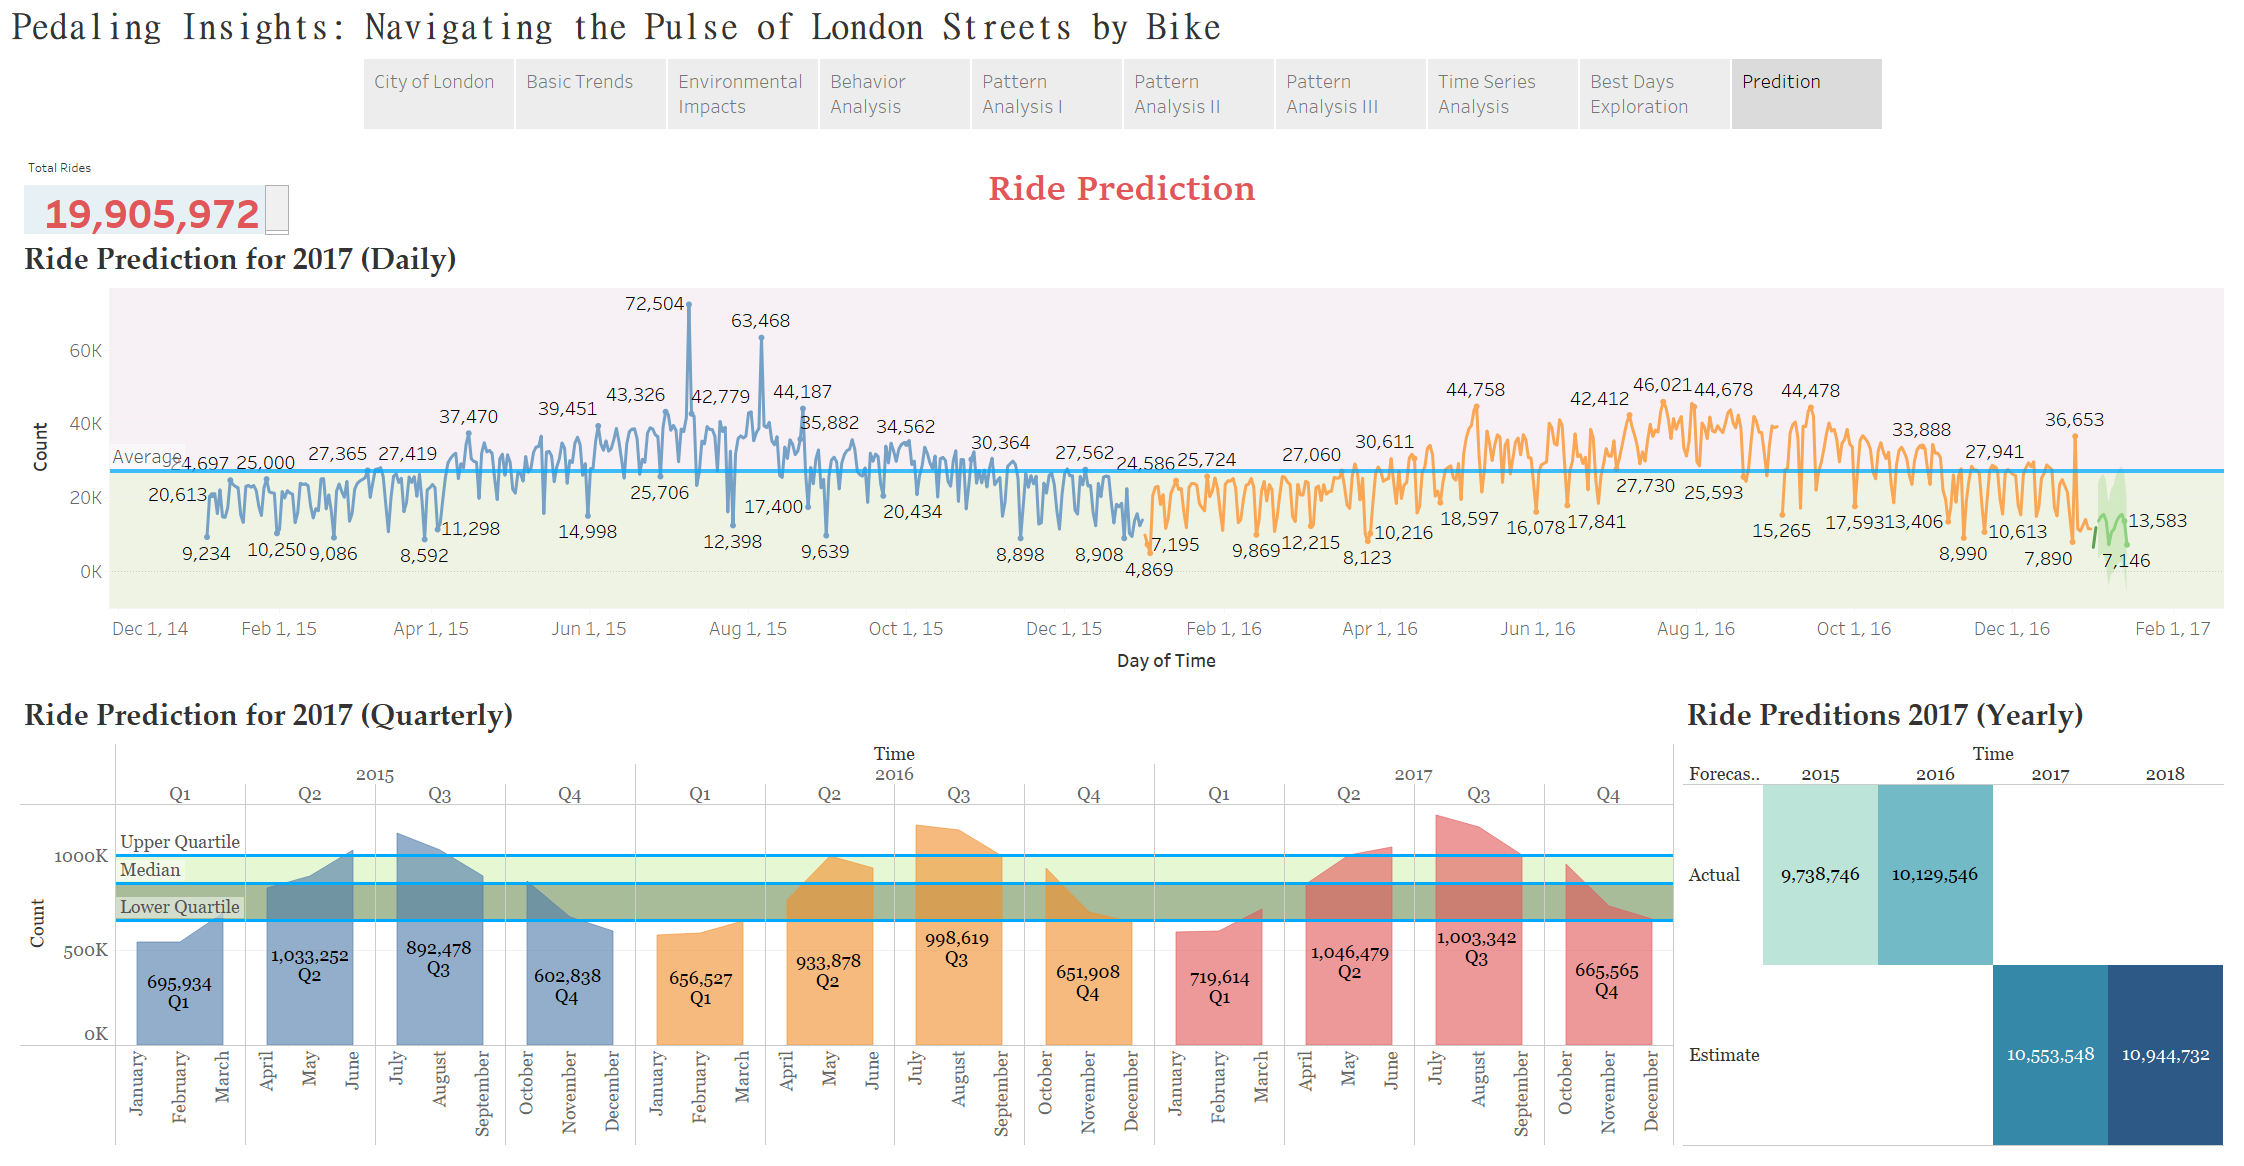 Pedaling Insights: Navigating the Pulse of London Streets by Bike
City of London
Basic Trends
Environmental
Impacts
Behavior
Analysis
Pattern
Analysis I
Pattern
Analysis II
Pattern
Analysis III
Time Series
Analysis
Best Days
Exploration
Predition
Total Rides
19,905,972
Ride Prediction
Ride Prediction for 2017 (Daily)
Count
60K
40K
20K
0K
Average
24,697
20,613
9,234
25,000
10,250
27,365
9,086
27,419
8,592
11,298
37,470
39,451
14,998
43,326
25,706
72,504
42,779
12,398
63,468
17,400
44,187
35,882
9,639
20,434
34,562
30,364
8,898
27,562
8,908
24,586
4,869
7,195
25,724
9,869
27,060
12,215
8,123
10,216
30,611
18,597
44,758
16,078
17,841
42,412
27,730
46,021
44,678
25,593
15,265
44,478
17,593
13,406
33,888
8,990
27,941
10,613
7,890
36,653
13,583
7,146
Dec 1, 14
Feb 1, 15
Apr 1, 15
Jun 1, 15
Aug 1, 15
Oct 1, 15
Dec 1, 15
Feb 1, 16
Apr 1, 16
Jun 1, 16
Aug 1, 16
Oct 1, 16
Dec 1, 16
Feb 1, 17
Day of Time
Ride Prediction for 2017 (Quarterly)
Time
2015
2016
2017
Q1
Q2
Q3
Q4
Q1
Q2
Q3
Q4
Q1
Q2
Q3
Q4
Count
1000K
500K
0K
Upper Quartile
Median
Lower Quartile
695,934
Q1
1,033,252
Q2
892,478
Q3
602,838
Q4
656,527
Q1
933,878
Q2
998,619
Q3
651,908
Q4
719,614
Q1
1,046,479
Q2
1,003,342
Q3
665,565
Q4
January
February
March
April
May
June
July
August
September
October
November
December
January
February
March
April
May
June
July
August
September
October
November
December
January
February
March
April
May
June
July
August
September
October
November
December
Ride Preditions 2017 (Yearly)
Time
Forecas..
2015
2016
2017
2018
Actual
9,738,746
10,129,546
Estimate
10,553,548
10,944,732